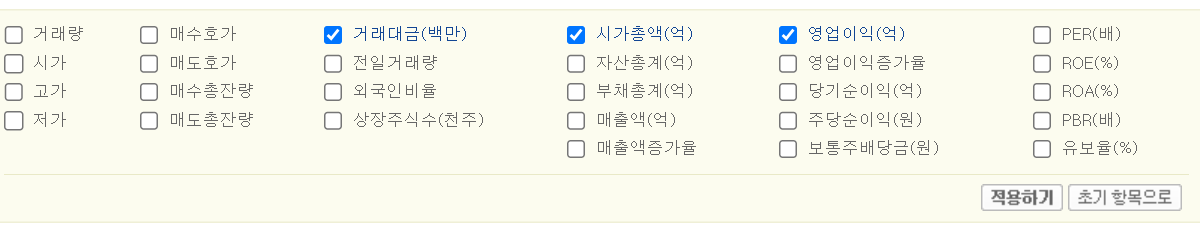 거래량 매수호가 거래대금(백만) 시가총액(억) 영업이익(억) PER(배)
시가 매도호가 전일거래량 자산총계(억) 영업이익증가율 ROE(%)
고가 매수총잔량 외국인비율 부채총계(억) 당기순이익(억) ROA(%)
저가 매도총잔량 상장주식수(천주) 매출액(억) 주당순이익(원) PBR(배)
매출액증가율 보통주배당금(원) 유보율(%)
적용하기 초기 항목으로